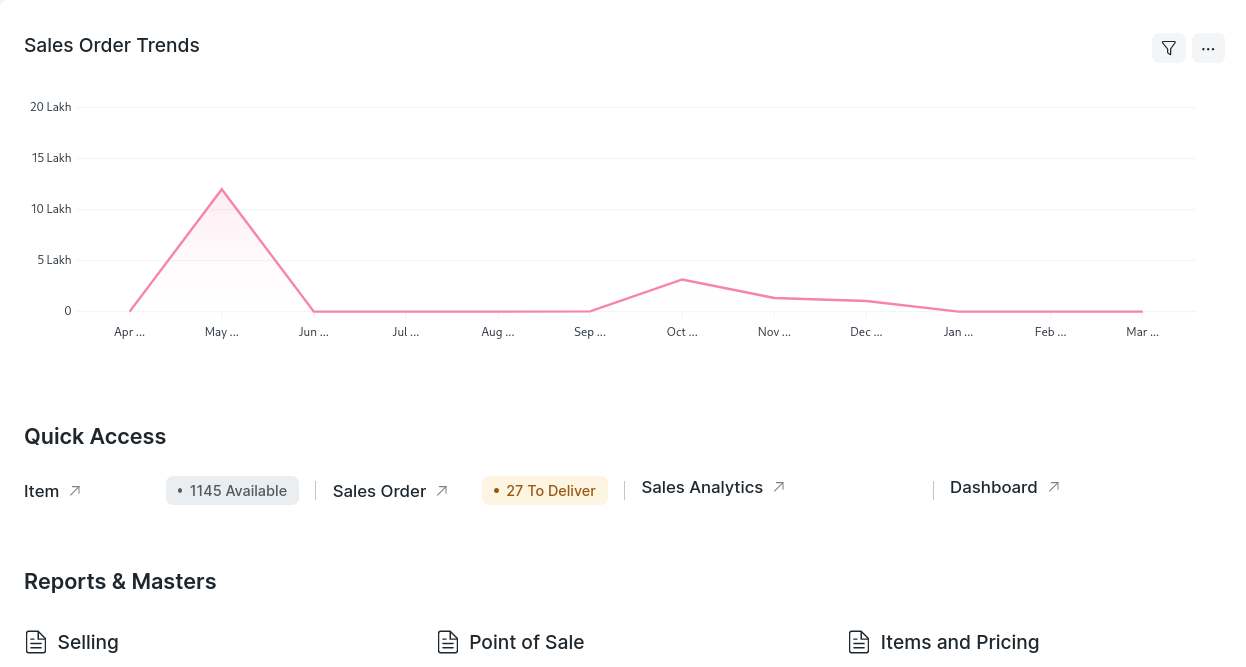 Sales Order Trends
...
20 Lakh
15 Lakh
10 Lakh
5 Lakh
0
Apr ... May ... Jun ... Jul ... Aug ... Sep ... Oct ... Nov ... Dec ... Jan ... Feb ... Mar ...
Quick Access
Item ↗ • 1145 Available Sales Order ↗ • 27 To Deliver Sales Analytics ↗ Dashboard ↗
Reports & Masters
Selling Point of Sale Items and Pricing